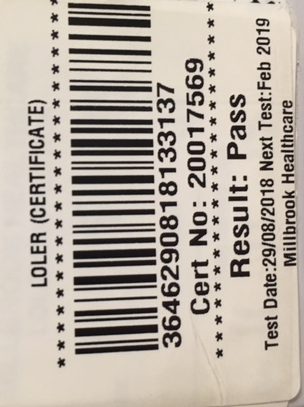 LOLER (CERTIFICATE)
********************
3646290818133137
Cert No: 20017569
********************
Result: Pass
Test Date:29/08/2018 Next Test:Feb 2019
Millbrook Healthcare